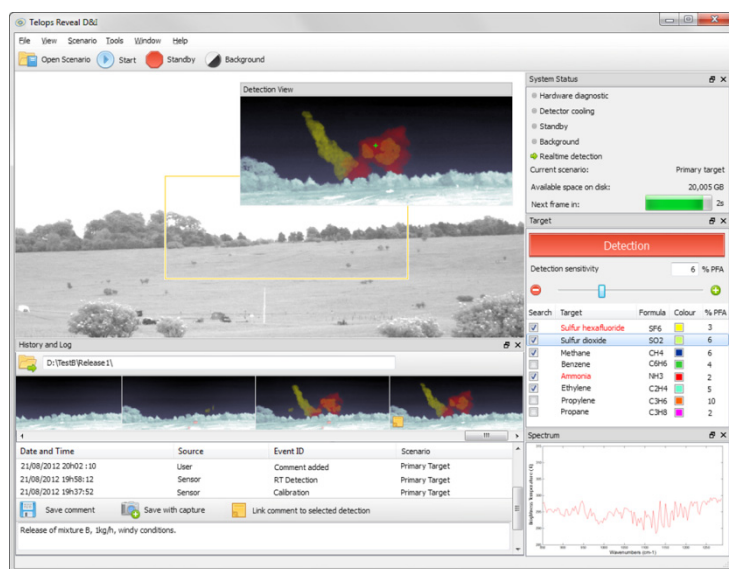 Telops Reveal D&I
File View Scenario Tools Window Help
Open Scenario Start Standby Background
Detection View
System Status
Hardware diagnostic
Detector cooling
Standby
Background
Realtime detection
Current scenario: Primary target
Available space on disk: 20,005 GB
Next frame in: 2s
Target
Detection
Detection sensitivity 6 % PFA
Search Target Formula Colour % PFA
Sulfur hexafluoride SF6 3
Sulfur dioxide SO2 6
Methane CH4 6
Benzene C6H6 4
Ammonia NH3 2
Ethylene C2H4 5
Propylene C3H6 10
Propane C3H8 2
History and Log
D:\TestB\Release1\
Date and Time Source Event ID Scenario
21/08/2012 20h02 :10 User Comment added Primary Target
21/08/2012 19h58:12 Sensor RT Detection Primary Target
21/08/2012 19h37:52 Sensor Calibration Primary Target
Save comment Save with capture Link comment to selected detection
Release of mixture B, 1kg/h, windy conditions.
Spectrum
Brightness Temperature (K)
Wavenumbers (cm-1)